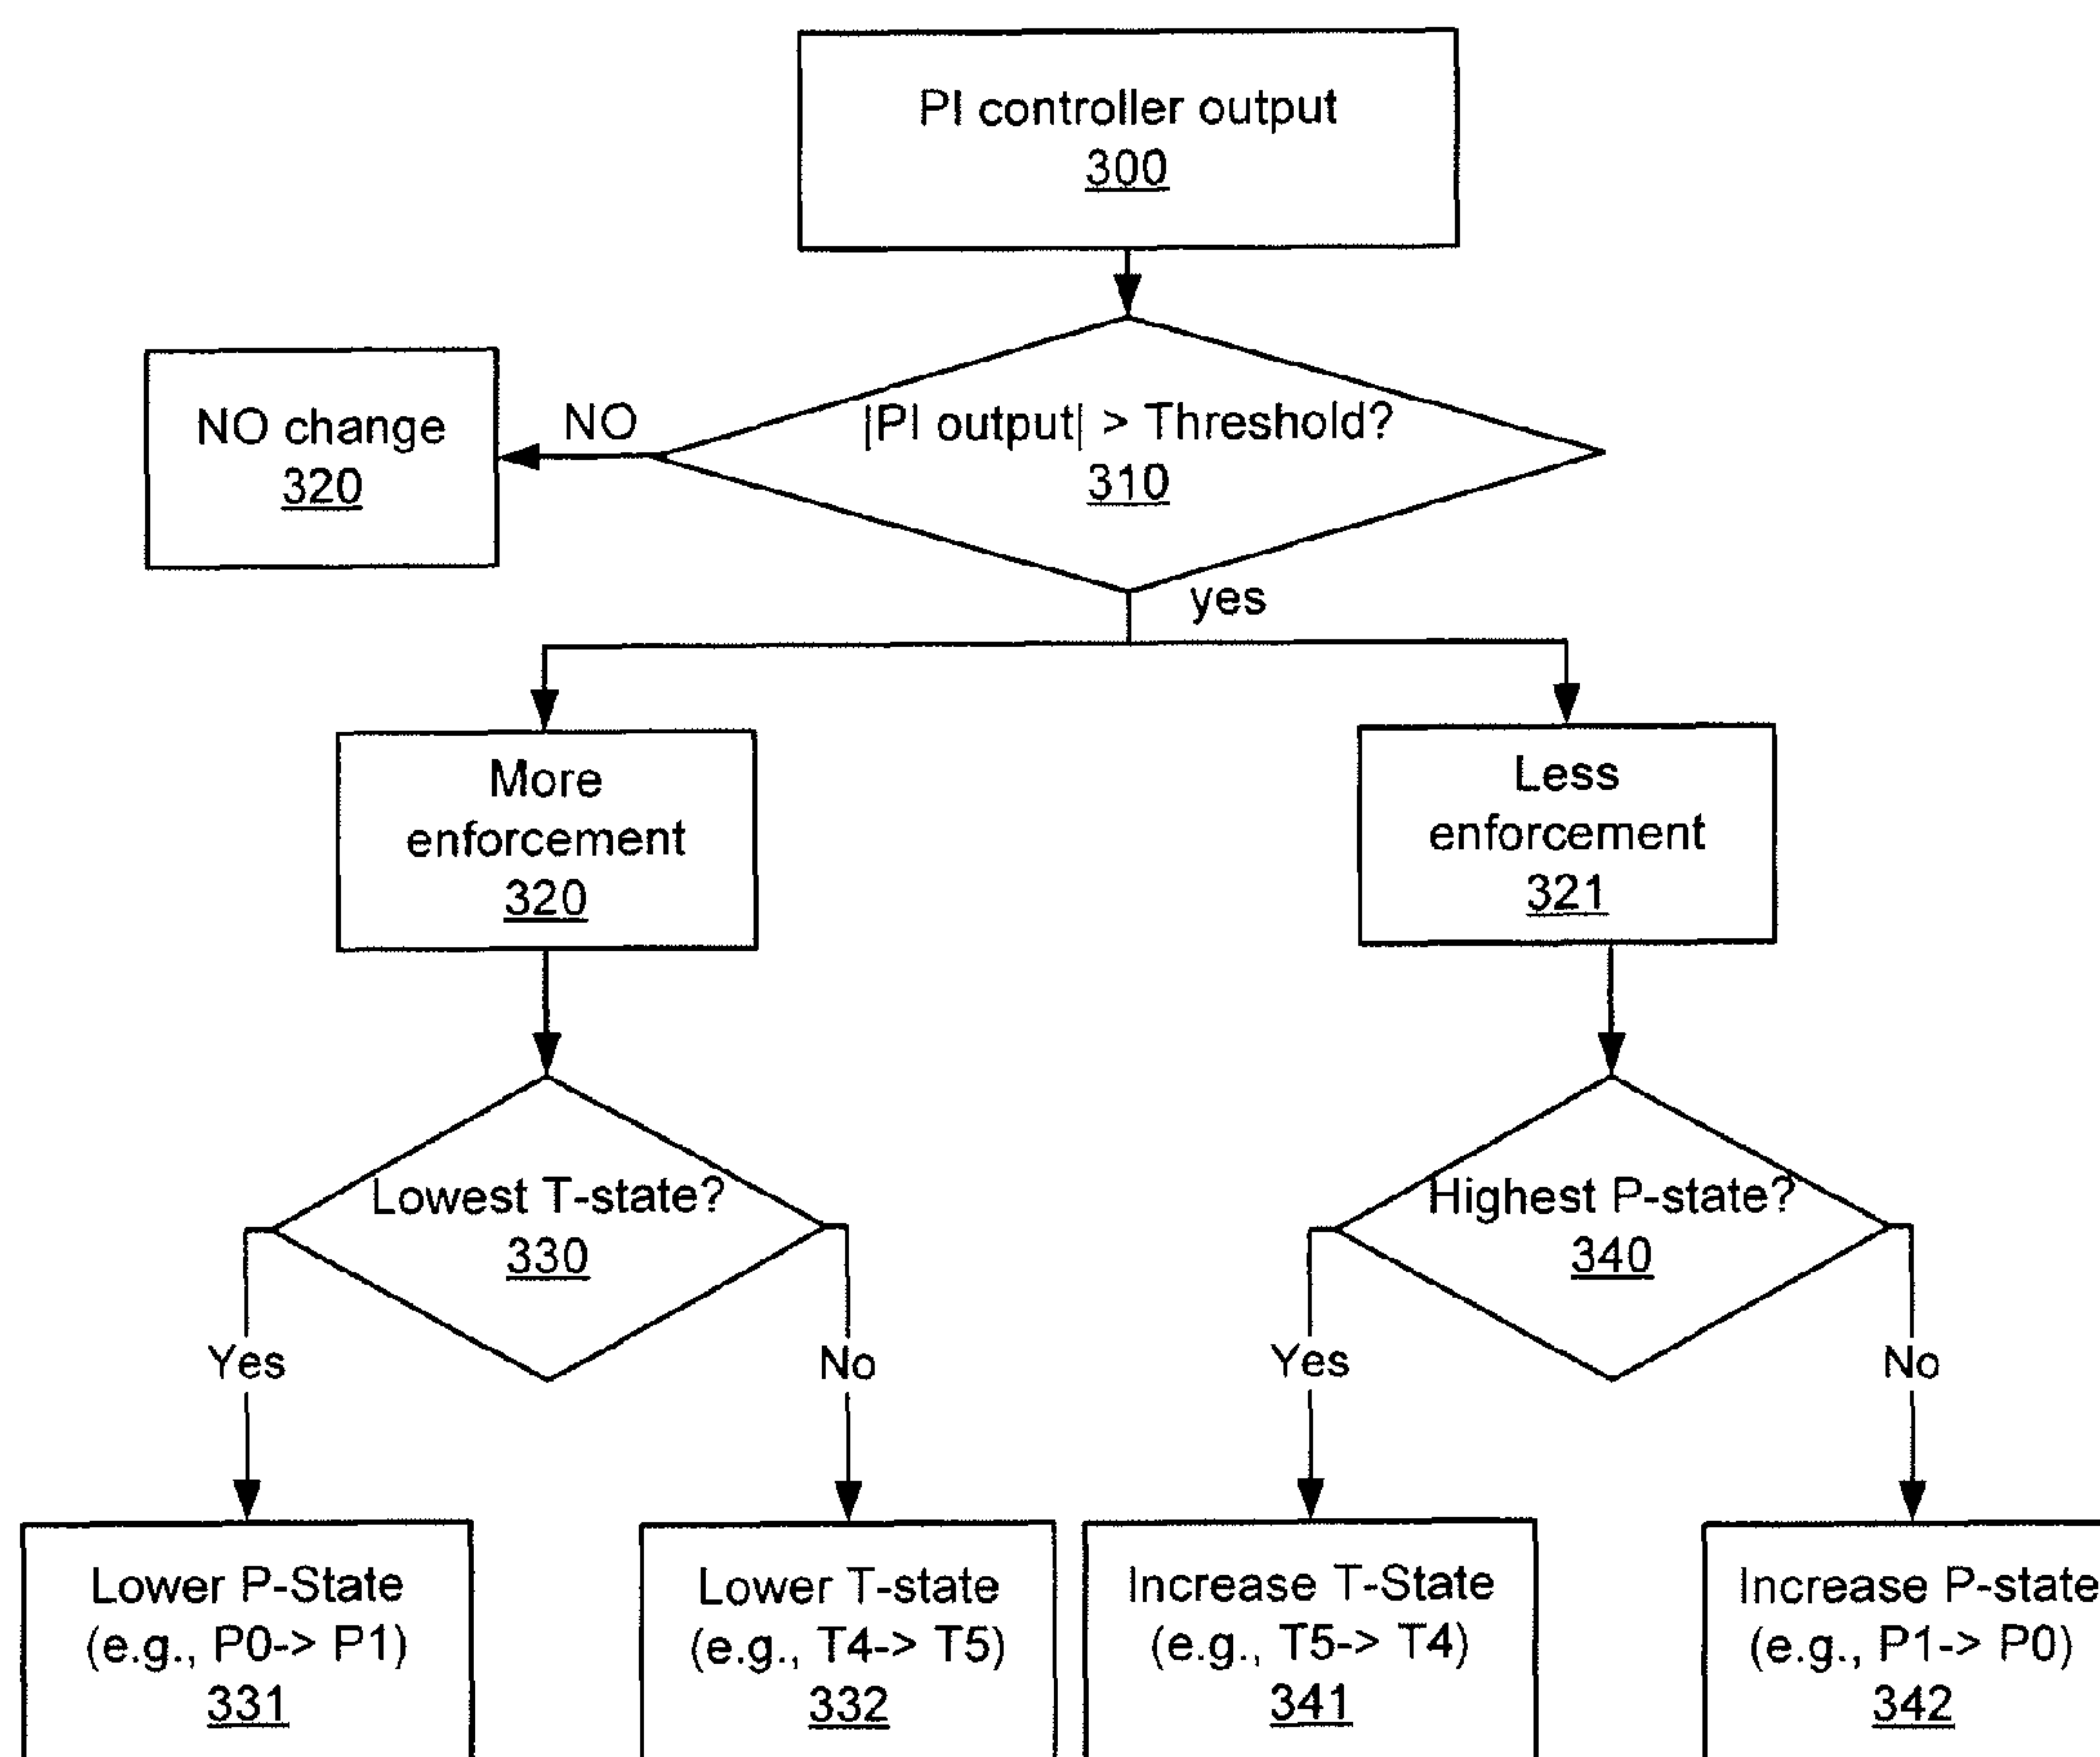 PI controller output
300
|PI output| > Threshold?
310
NO
NO change
320
yes
More
enforcement
320
Less
enforcement
321
Lowest T-state?
330
Highest P-state?
340
Yes
No
Yes
No
Lower P-State
(e.g., P0-> P1)
331
Lower T-state
(e.g., T4-> T5)
332
Increase T-State
(e.g., T5-> T4)
341
Increase P-state
(e.g., P1-> P0)
342